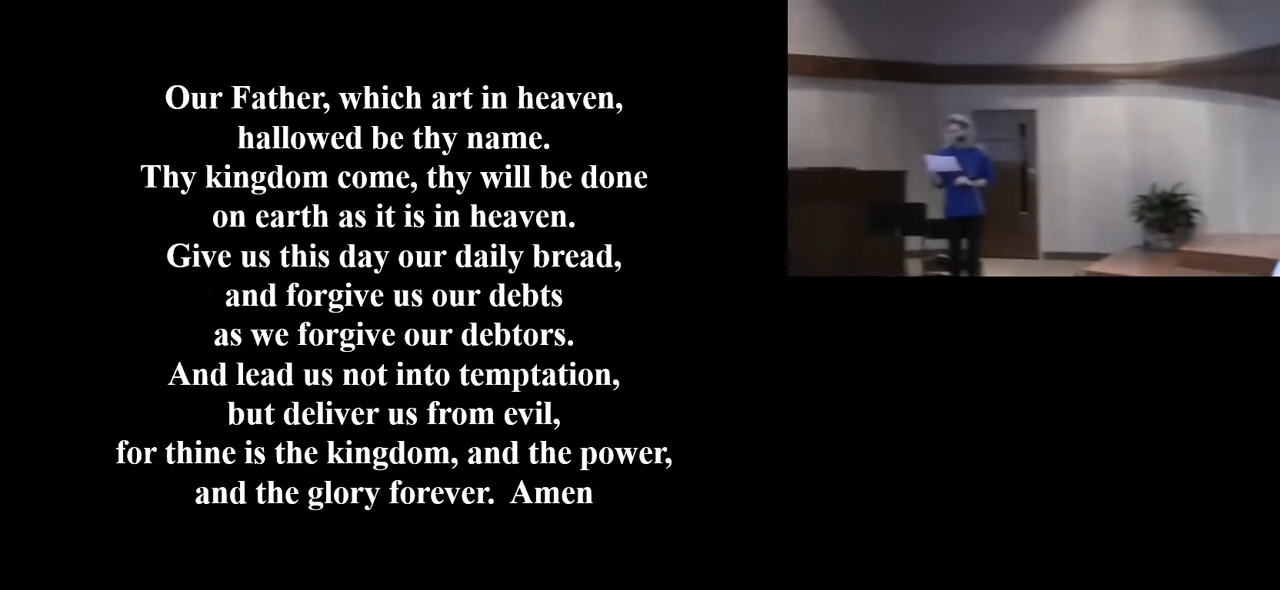 Our Father, which art in heaven,
hallowed be thy name.
Thy kingdom come, thy will be done
on earth as it is in heaven.
Give us this day our daily bread,
and forgive us our debts
as we forgive our debtors.
And lead us not into temptation,
but deliver us from evil,
for thine is the kingdom, and the power,
and the glory forever.  Amen